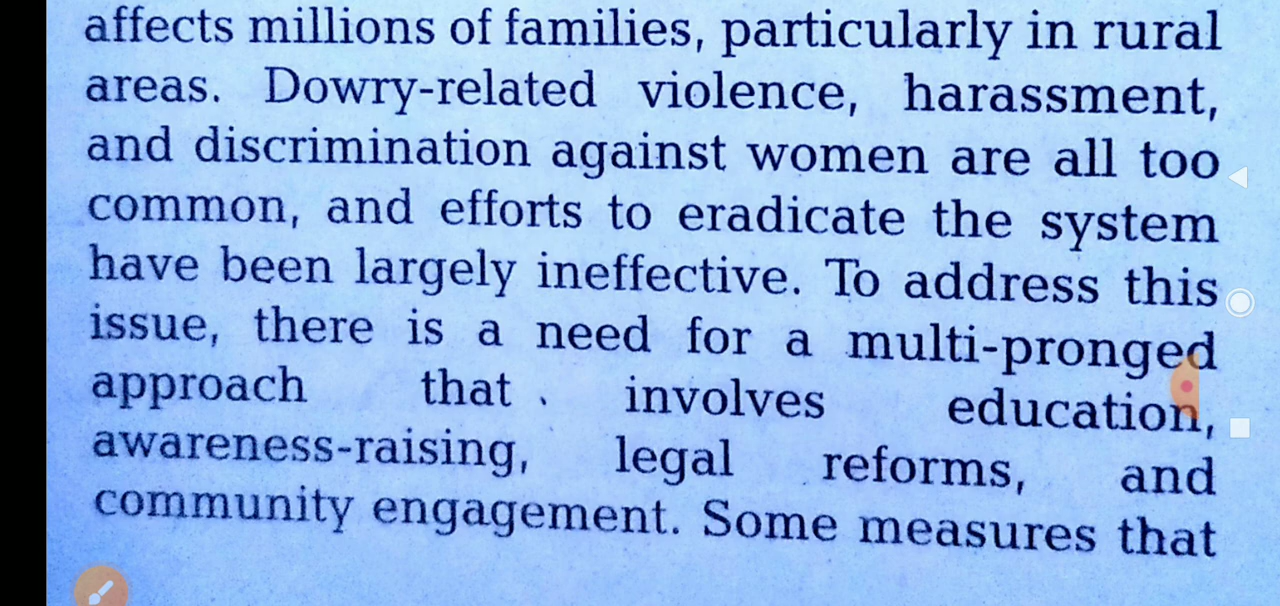 affects millions of families, particularly in rural
areas. Dowry-related violence, harassment,
and discrimination against women are all too
common, and efforts to eradicate the system
have been largely ineffective. To address this
issue, there is a need for a multi-pronged
approach that involves education,
awareness-raising, legal reforms, and
community engagement. Some measures that